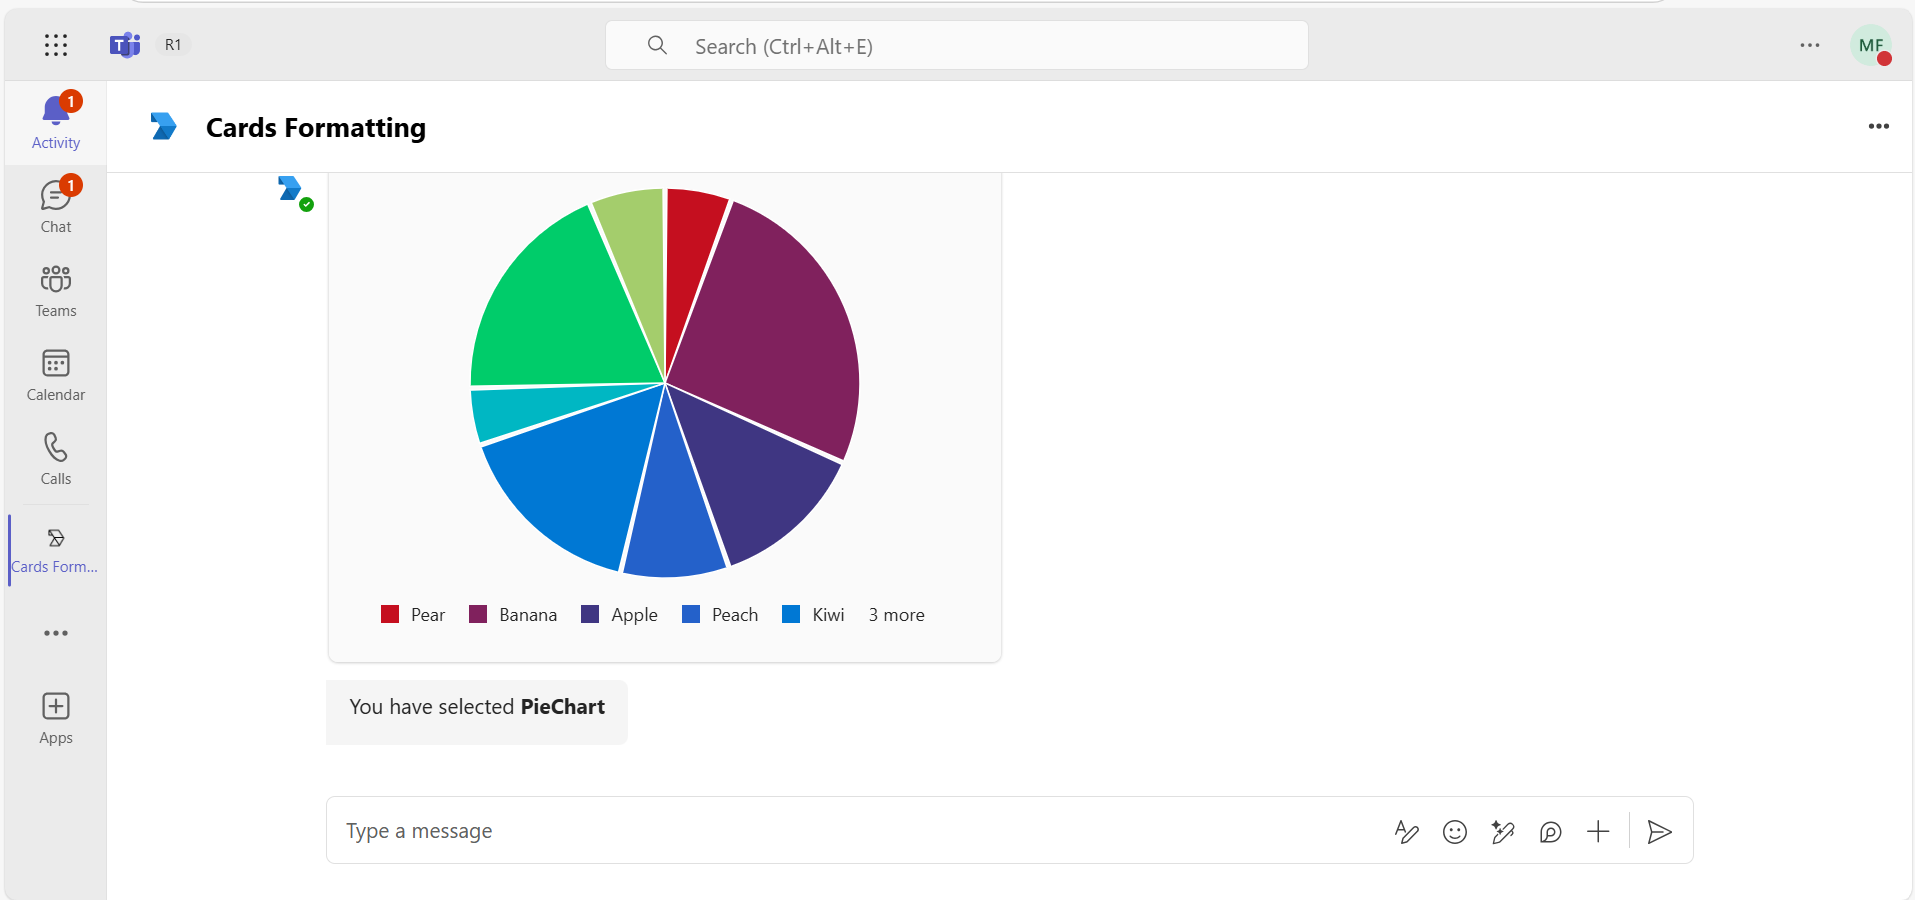 R1
Search (Ctrl+Alt+E)
MF
1
Activity
1
Chat
Teams
Calendar
Calls
Cards Form...
Apps
Cards Formatting
Pear Banana Apple Peach Kiwi 3 more
You have selected PieChart
Type a message